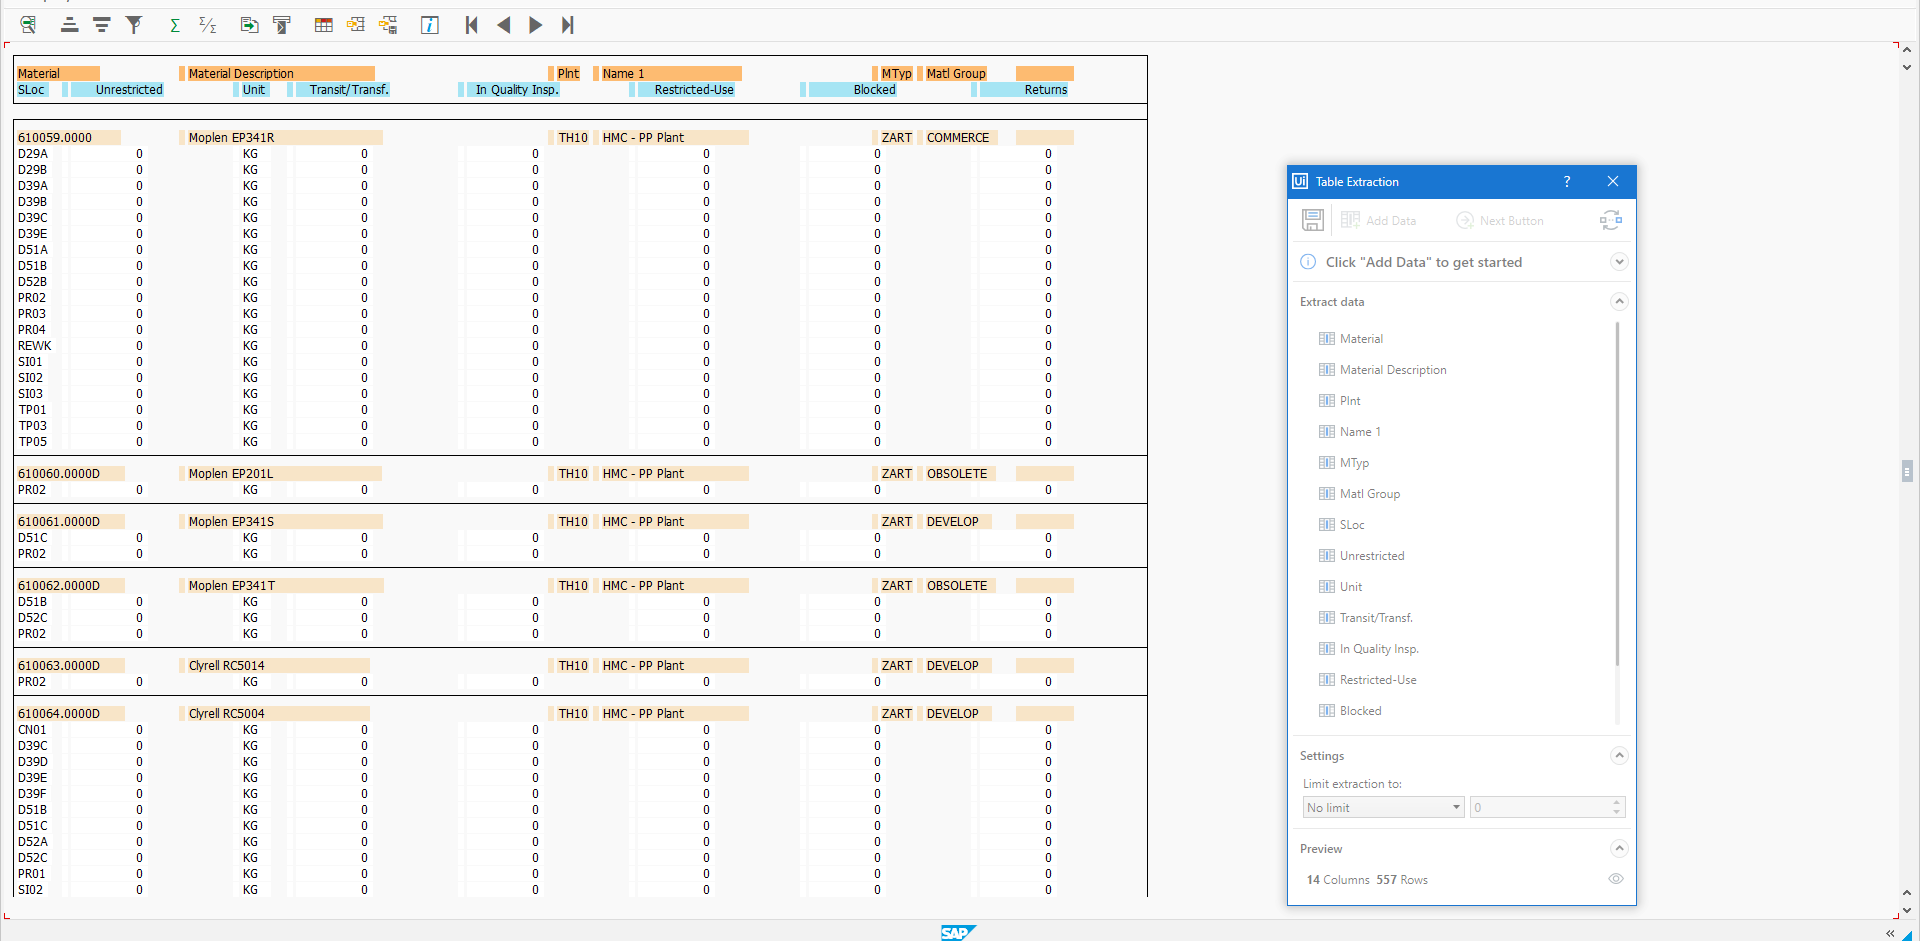 Material Material Description Plnt Name 1 MTyp Matl Group
SLoc Unrestricted Unit Transit/Transf. In Quality Insp. Restricted-Use Blocked Returns
610059.0000 Moplen EP341R TH10 HMC - PP Plant ZART COMMERCE
D29A 0 KG 0 0 0 0 0
D29B 0 KG 0 0 0 0 0
D39A 0 KG 0 0 0 0 0
D39B 0 KG 0 0 0 0 0
D39C 0 KG 0 0 0 0 0
D39E 0 KG 0 0 0 0 0
D51A 0 KG 0 0 0 0 0
D51B 0 KG 0 0 0 0 0
D52B 0 KG 0 0 0 0 0
PR02 0 KG 0 0 0 0 0
PR03 0 KG 0 0 0 0 0
PR04 0 KG 0 0 0 0 0
REWK 0 KG 0 0 0 0 0
SI01 0 KG 0 0 0 0 0
SI02 0 KG 0 0 0 0 0
SI03 0 KG 0 0 0 0 0
TP01 0 KG 0 0 0 0 0
TP03 0 KG 0 0 0 0 0
TP05 0 KG 0 0 0 0 0
610060.0000D Moplen EP201L TH10 HMC - PP Plant ZART OBSOLETE
PR02 0 KG 0 0 0 0 0
610061.0000D Moplen EP341S TH10 HMC - PP Plant ZART DEVELOP
D51C 0 KG 0 0 0 0 0
PR02 0 KG 0 0 0 0 0
610062.0000D Moplen EP341T TH10 HMC - PP Plant ZART OBSOLETE
D51B 0 KG 0 0 0 0 0
D52C 0 KG 0 0 0 0 0
PR02 0 KG 0 0 0 0 0
610063.0000D Clyrell RC5014 TH10 HMC - PP Plant ZART DEVELOP
PR02 0 KG 0 0 0 0 0
610064.0000D Clyrell RC5004 TH10 HMC - PP Plant ZART DEVELOP
CN01 0 KG 0 0 0 0 0
D39C 0 KG 0 0 0 0 0
D39D 0 KG 0 0 0 0 0
D39E 0 KG 0 0 0 0 0
D39F 0 KG 0 0 0 0 0
D51B 0 KG 0 0 0 0 0
D51C 0 KG 0 0 0 0 0
D52A 0 KG 0 0 0 0 0
D52C 0 KG 0 0 0 0 0
PR01 0 KG 0 0 0 0 0
SI02 0 KG 0 0 0 0 0
Ui Table Extraction ?
Add Data Next Button
Click "Add Data" to get started
Extract data
Material
Material Description
Plnt
Name 1
MTyp
Matl Group
SLoc
Unrestricted
Unit
Transit/Transf.
In Quality Insp.
Restricted-Use
Blocked
Settings
Limit extraction to:
No limit 0
Preview
14 Columns 557 Rows
SAP